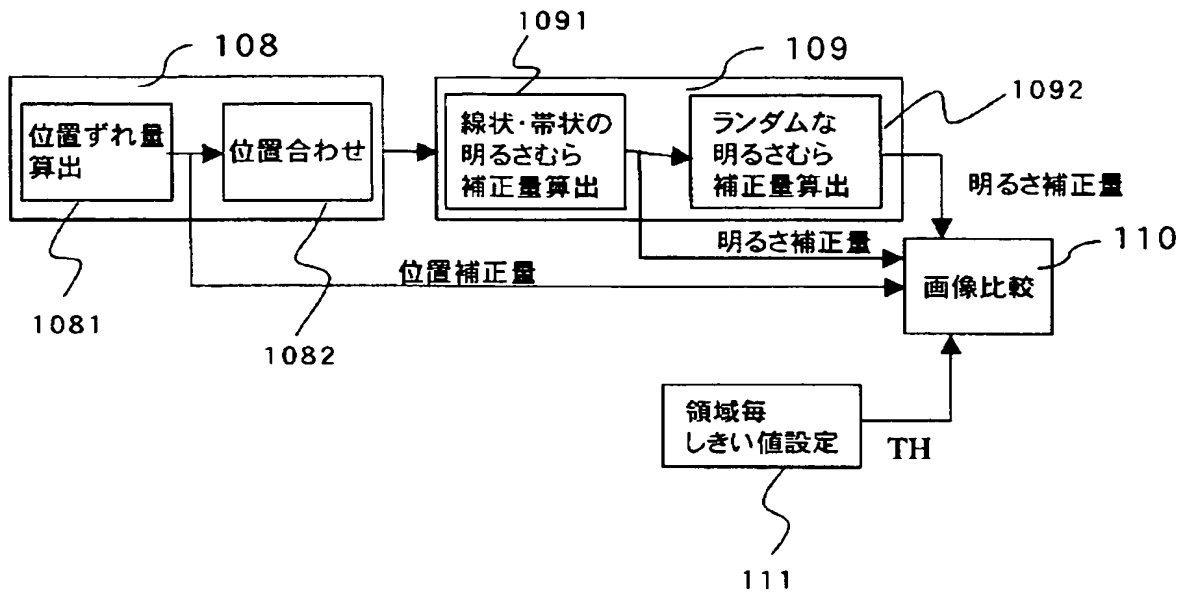 1091
108
109
1092
位置ずれ量
算出
位置合わせ
線状・帯状の
明るさむら
補正量算出
ランダムな
明るさむら
補正量算出
明るさ補正量
明るさ補正量
110
位置補正量
画像比較
1081
1082
領域毎
しきい値設定
TH
111